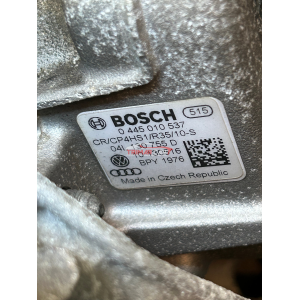 BOSCH 515
0 445 010 537
CR/CP4HS1/R35/10-S
04L 130 755 D
BPY 1976
Made in Czech Republic